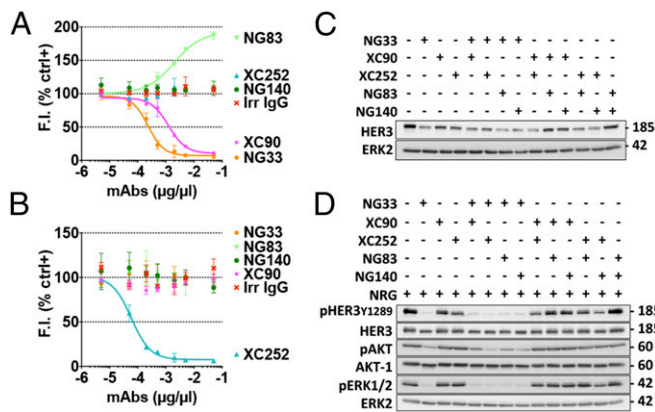 A
F.I. (% ctrl+)
200
150
100
50
0
-6 -5 -4 -3 -2 -1
mAbs (µg/µl)
NG83
XC252
NG140
Irr IgG
XC90
NG33
B
F.I. (% ctrl+)
150
100
50
0
-6 -5 -4 -3 -2 -1
mAbs (µg/µl)
NG33
NG83
NG140
XC90
Irr IgG
XC252
C
NG33 - + - - + + + + - - - - - -
XC90 - - + - + - - - + + + - - -
XC252 - - - + - + - - + - - + + -
NG83 - - - - - - + - - + - + - +
NG140 - - - - - - - + - - + - + +
HER3 185
ERK2 42
D
NG33 - + - - + + + + - - - - - -
XC90 - - + - + - - - + + + - - -
XC252 - - - + - + - - + - - + + -
NG83 - - - - - - + - - + - + - +
NG140 - - - - - - - + - - + - + +
NRG + + + + + + + + + + + + + +
pHER3Y1289 185
HER3 185
pAKT 60
AKT-1 60
pERK1/2 42
ERK2 42